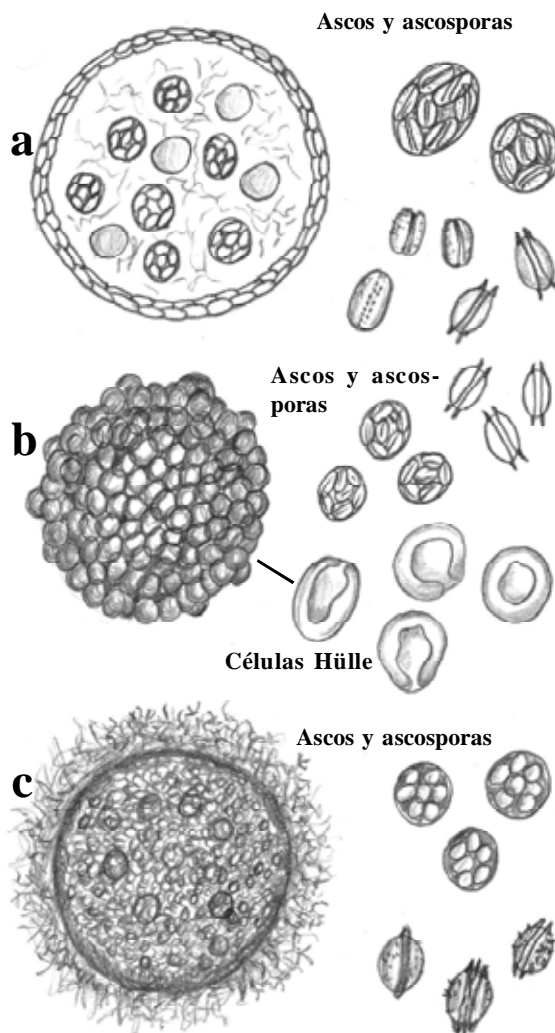 Ascos y ascosporas
a
Ascos y ascos-
poras
b
Células Hülle
Ascos y ascosporas
c